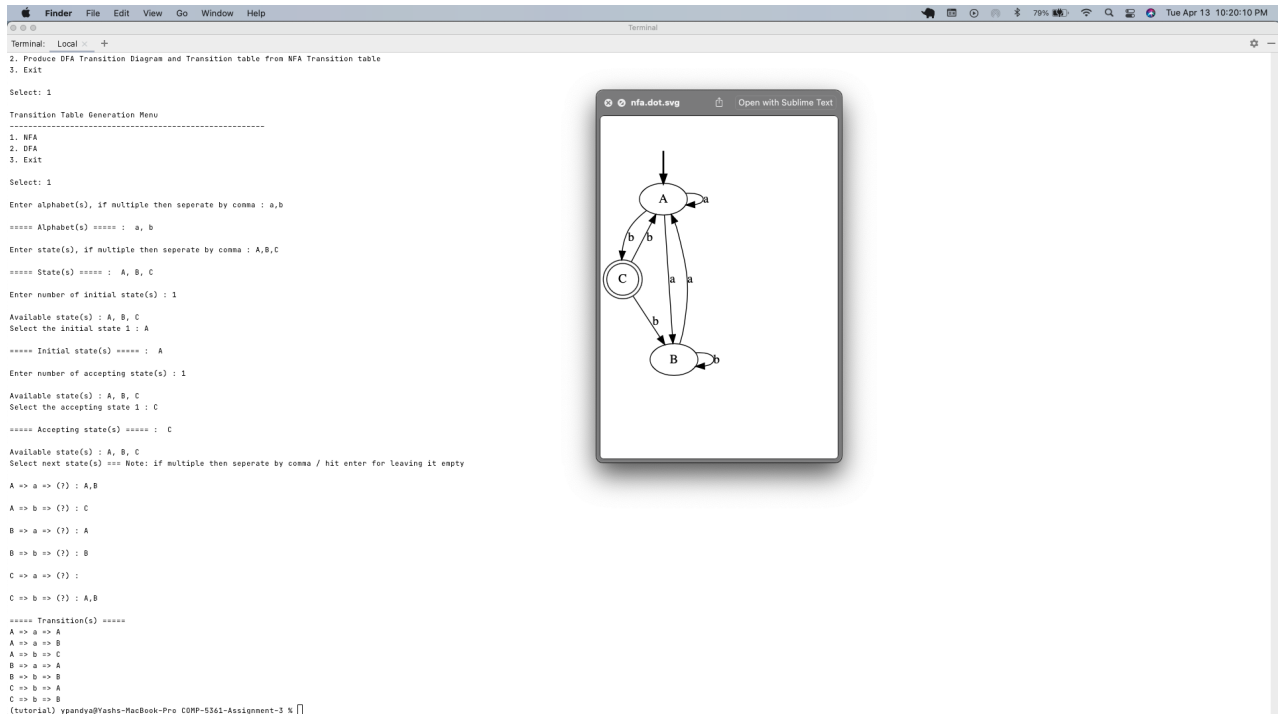 Finder File Edit View Go Window Help 79% Tue Apr 13 10:20:10 PM
Terminal
Terminal: Local × +
2. Produce DFA Transition Diagram and Transition table from NFA Transition table
3. Exit
Select: 1
Transition Table Generation Menu
-------------------------------------------------------
1. NFA
2. DFA
3. Exit
Select: 1
Enter alphabet(s), if multiple then seperate by comma : a,b
===== Alphabet(s) ===== :  a, b
Enter state(s), if multiple then seperate by comma : A,B,C
===== State(s) ===== :  A, B, C
Enter number of initial state(s) : 1
Available state(s) : A, B, C
Select the initial state 1 : A
===== Initial state(s) ===== :  A
Enter number of accepting state(s) : 1
Available state(s) : A, B, C
Select the accepting state 1 : C
===== Accepting state(s) ===== :  C
Available state(s) : A, B, C
Select next state(s) === Note: if multiple then seperate by comma / hit enter for leaving it empty
A => a => (?) : A,B
A => b => (?) : C
B => a => (?) : A
B => b => (?) : B
C => a => (?) :
C => b => (?) : A,B
===== Transition(s) =====
A => a => A
A => a => B
A => b => C
B => a => A
B => b => B
C => b => A
C => b => B
(tutorial) ypandya@Yashs-MacBook-Pro COMP-5361-Assignment-3 %
nfa.dot.svg Open with Sublime Text
A a
b b
C a a
b
B b